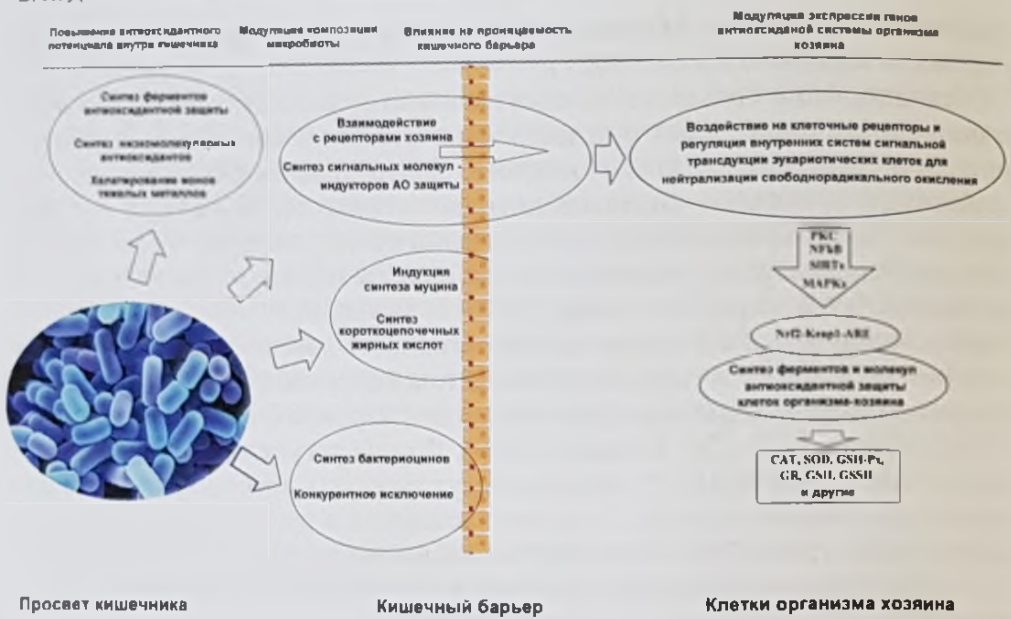 Повышение антиоксидантного
потенциала внутри кишечника
Модуляция композиции
микробиоты
Влияние на проницаемость
кишечного барьера
Модуляция экспрессии генов
антиоксидантной системы организма
хозяина
Синтез ферментов
антиоксидантной защиты
Синтез низкомолекулярных
антиоксидантов
Хелатирование ионов
тяжелых металлов
Взаимодействие
с рецепторами хозяина
Синтез сигнальных молекул -
индукторов АО защиты
Воздействие на клеточные рецепторы и
регуляция внутренних систем сигнальной
трансдукции эукариотических клеток для
нейтрализации свободнорадикального окисления
Индукция
синтеза муцина
Синтез
короткоцепочечных
жирных кислот
PKC
NFkB
SIRTs
MAPKs
Nrf2-Keap1-ARE
Синтез ферментов и молекул
антиоксидантной защиты
клеток организма-хозяина
Синтез бактериоцинов
Конкурентное исключение
CAT, SOD, GSH-Px,
GR, GSH, GSSH
и другие
Просвет кишечника
Кишечный барьер
Клетки организма хозяина